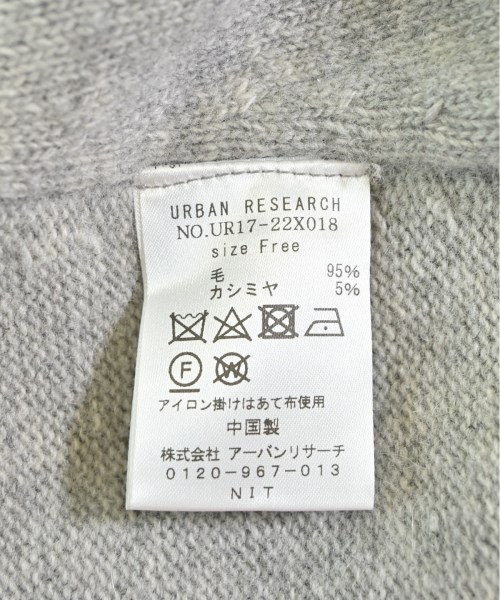 URBAN RESEARCH
NO.UR17-22X018
size Free
毛 95%
カシミヤ 5%
F W
アイロン掛けはあて布使用
中国製
株式会社 アーバンリサーチ
0120-967-013
NIT